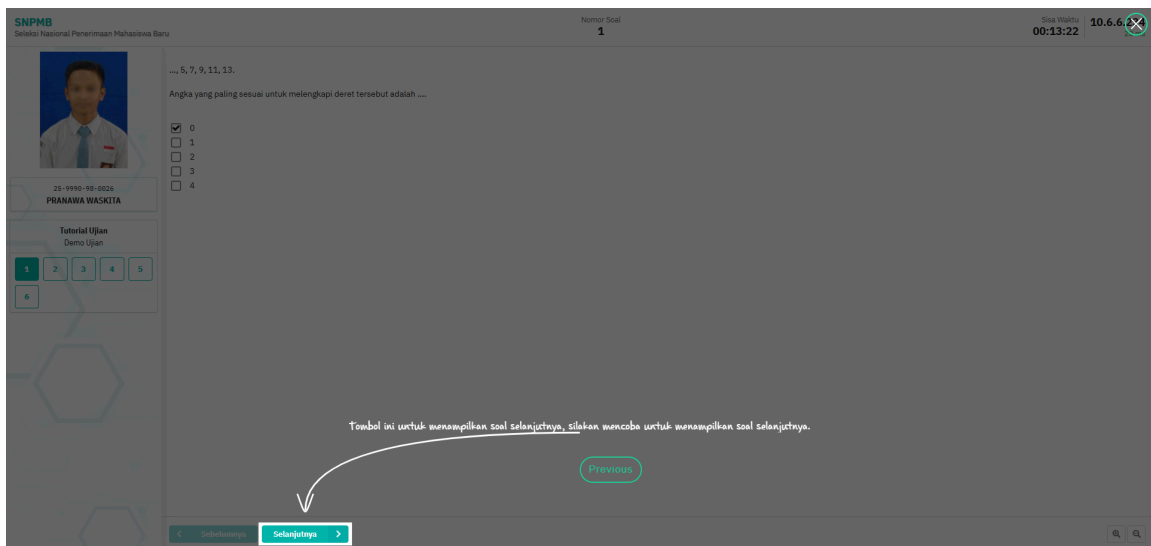 SNPMB
Seleksi Nasional Penerimaan Mahasiswa Baru
Nomor Soal
1
Sisa Waktu
00:13:22
10.6.6.
25-9990-98-0026
PRANAWA WASKITA
Tutorial Ujian
Demo Ujian
1 2 3 4 5
6
..., 5, 7, 9, 11, 13.
Angka yang paling sesuai untuk melengkapi deret tersebut adalah ....
0
1
2
3
4
Tombol ini untuk menampilkan soal selanjutnya, silakan mencoba untuk menampilkan soal selanjutnya.
Previous
Sebelumnya
Selanjutnya